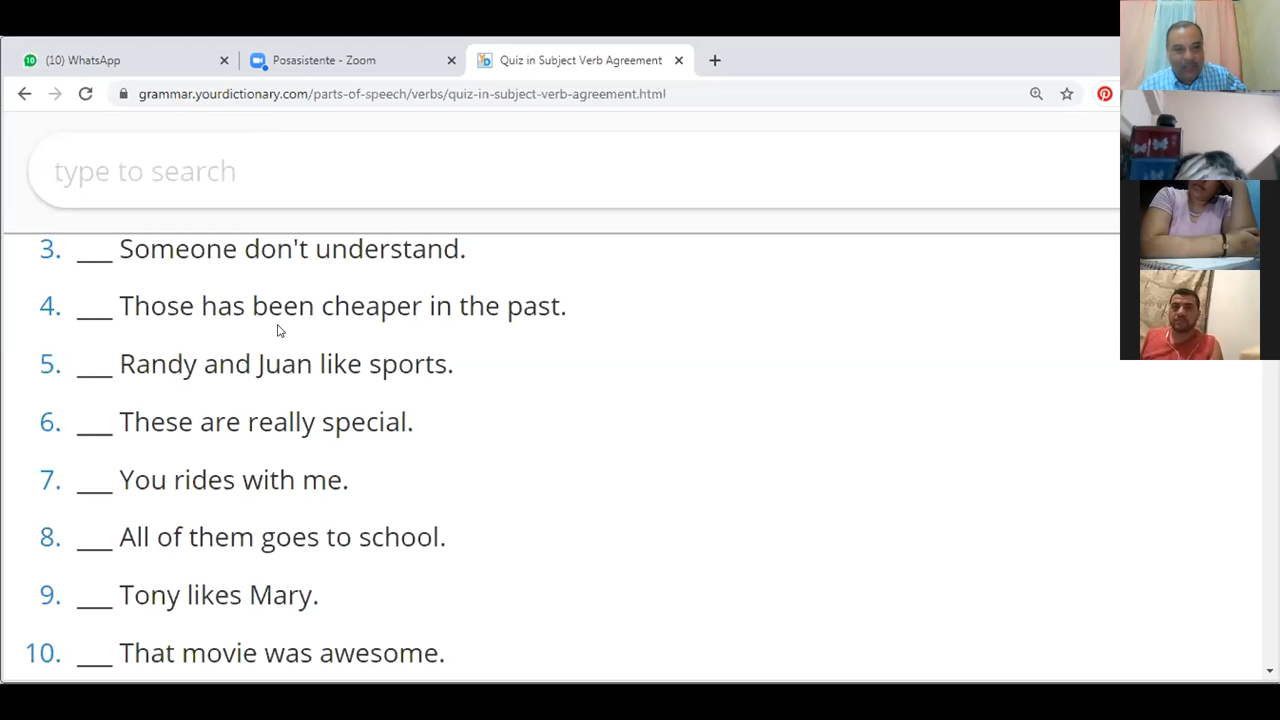 (10) WhatsApp
Posasistente - Zoom
Quiz in Subject Verb Agreement
grammar.yourdictionary.com/parts-of-speech/verbs/quiz-in-subject-verb-agreement.html
type to search
3. ___ Someone don't understand.
4. ___ Those has been cheaper in the past.
5. ___ Randy and Juan like sports.
6. ___ These are really special.
7. ___ You rides with me.
8. ___ All of them goes to school.
9. ___ Tony likes Mary.
10. ___ That movie was awesome.